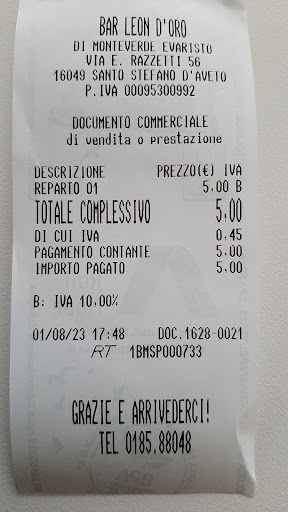 BAR LEON D'ORO
DI MONTEVERDE EVARISTO
VIA E. RAZZETTI 56
16049 SANTO STEFANO D'AVETO
P.IVA 00095300992
DOCUMENTO COMMERCIALE
di vendita o prestazione
DESCRIZIONE PREZZO(€) IVA
REPARTO 01 5,00 B
TOTALE COMPLESSIVO 5,00
DI CUI IVA 0,45
PAGAMENTO CONTANTE 5,00
IMPORTO PAGATO 5,00
B: IVA 10,00%
01/08/23 17:48 DOC.1628-0021
RT 1BMSP000733
GRAZIE E ARRIVEDERCI!
TEL 0185.88048